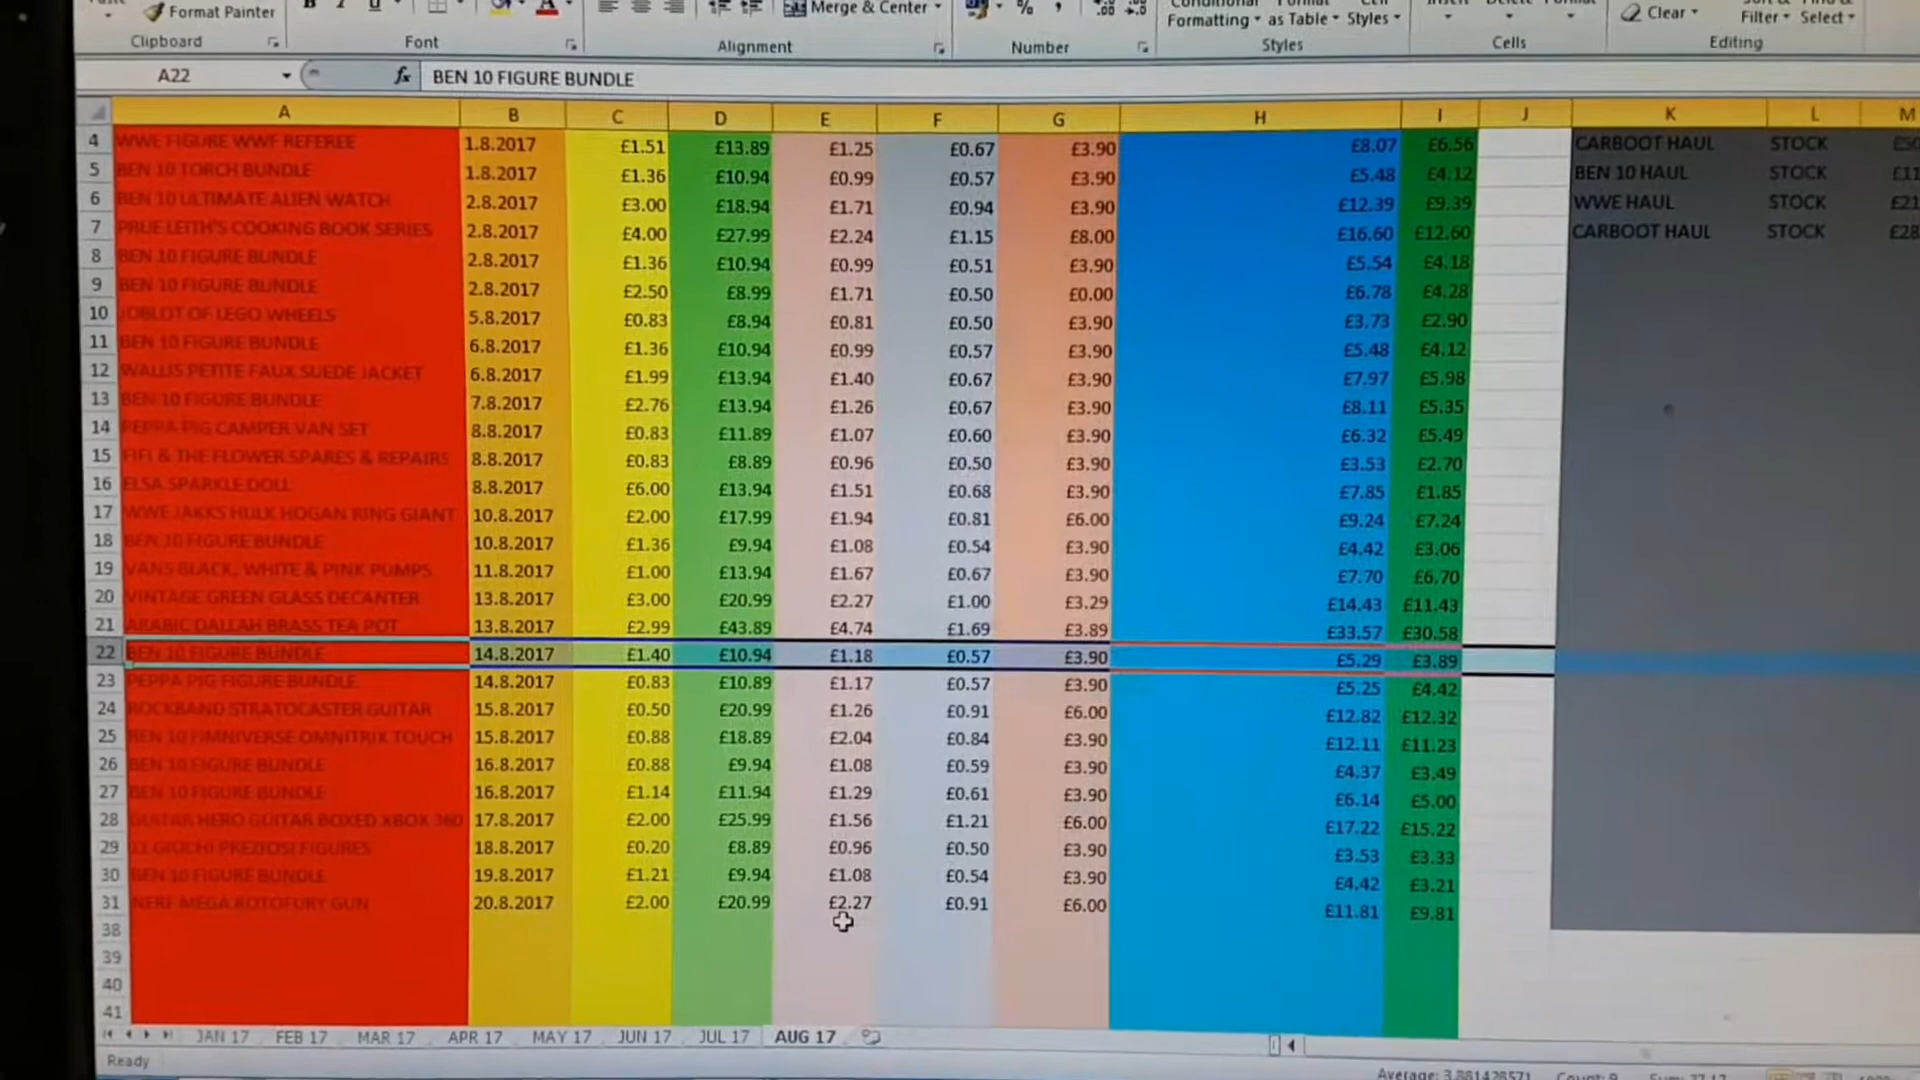 Format Painter
Merge & Center
%
Formatting as Table Styles
Clear
Filter Select
Clipboard Font Alignment Number Styles Cells Editing
A22 fx BEN 10 FIGURE BUNDLE
A B C D E F G H I J K L M
4 WWE FIGURE WWF REFEREE 1.8.2017 £1.51 £13.89 £1.25 £0.67 £3.90 £8.07 £6.56 CARBOOT HAUL STOCK
5 BEN 10 TORCH BUNDLE 1.8.2017 £1.36 £10.94 £0.99 £0.57 £3.90 £5.48 £4.12 BEN 10 HAUL STOCK £11
6 BEN 10 ULTIMATE ALIEN WATCH 2.8.2017 £3.00 £18.94 £1.71 £0.94 £3.90 £12.39 £9.39 WWE HAUL STOCK £21
7 PRUE LEITH'S COOKING BOOK SERIES 2.8.2017 £4.00 £27.99 £2.24 £1.15 £8.00 £16.60 £12.60 CARBOOT HAUL STOCK £28
8 BEN 10 FIGURE BUNDLE 2.8.2017 £1.36 £10.94 £0.99 £0.51 £3.90 £5.54 £4.18
9 BEN 10 FIGURE BUNDLE 2.8.2017 £2.50 £8.99 £1.71 £0.50 £0.00 £6.78 £4.28
10 JOBLOT OF LEGO WHEELS 5.8.2017 £0.83 £8.94 £0.81 £0.50 £3.90 £3.73 £2.90
11 BEN 10 FIGURE BUNDLE 6.8.2017 £1.36 £10.94 £0.99 £0.57 £3.90 £5.48 £4.12
12 WALLIS PETITE FAUX SUEDE JACKET 6.8.2017 £1.99 £13.94 £1.40 £0.67 £3.90 £7.97 £5.98
13 BEN 10 FIGURE BUNDLE 7.8.2017 £2.76 £13.94 £1.26 £0.67 £3.90 £8.11 £5.35
14 PEPPA PIG CAMPER VAN SET 8.8.2017 £0.83 £11.89 £1.07 £0.60 £3.90 £6.32 £5.49
15 FIFI & THE FLOWER SPARES & REPAIRS 8.8.2017 £0.83 £8.89 £0.96 £0.50 £3.90 £3.53 £2.70
16 ELSA SPARKLE DOLL 8.8.2017 £6.00 £13.94 £1.51 £0.68 £3.90 £7.85 £1.85
17 WWE JAKKS HULK HOGAN RING GIANT 10.8.2017 £2.00 £17.99 £1.94 £0.81 £6.00 £9.24 £7.24
18 BEN 10 FIGURE BUNDLE 10.8.2017 £1.36 £9.94 £1.08 £0.54 £3.90 £4.42 £3.06
19 VANS BLACK, WHITE & PINK PUMPS 11.8.2017 £1.00 £13.94 £1.67 £0.67 £3.90 £7.70 £6.70
20 VINTAGE GREEN GLASS DECANTER 13.8.2017 £3.00 £20.99 £2.27 £1.00 £3.29 £14.43 £11.43
21 ARABIC DALLAH BRASS TEA POT 13.8.2017 £2.99 £43.89 £4.74 £1.69 £3.89 £33.57 £30.58
22 BEN 10 FIGURE BUNDLE 14.8.2017 £1.40 £10.94 £1.18 £0.57 £3.90 £5.29 £3.89
23 PEPPA PIG FIGURE BUNDLE 14.8.2017 £0.83 £10.89 £1.17 £0.57 £3.90 £5.25 £4.42
24 ROCKBAND STRATOCASTER GUITAR 15.8.2017 £0.50 £20.99 £1.26 £0.91 £6.00 £12.82 £12.32
25 BEN 10 OMNIVERSE OMNITRIX TOUCH 15.8.2017 £0.88 £18.89 £2.04 £0.84 £3.90 £12.11 £11.23
26 BEN 10 FIGURE BUNDLE 16.8.2017 £0.88 £9.94 £1.08 £0.59 £3.90 £4.37 £3.49
27 BEN 10 FIGURE BUNDLE 16.8.2017 £1.14 £11.94 £1.29 £0.61 £3.90 £6.14 £5.00
28 GUITAR HERO GUITAR BOXED XBOX 360 17.8.2017 £2.00 £25.99 £1.56 £1.21 £6.00 £17.22 £15.22
29 GIOCHI PREZIOSI FIGURES 18.8.2017 £0.20 £8.89 £0.96 £0.50 £3.90 £3.53 £3.33
30 BEN 10 FIGURE BUNDLE 19.8.2017 £1.21 £9.94 £1.08 £0.54 £3.90 £4.42 £3.21
31 NERF MEGA ROTOFURY GUN 20.8.2017 £2.00 £20.99 £2.27 £0.91 £6.00 £11.81 £9.81
38
39
40
41
JAN 17 FEB 17 MAR 17 APR 17 MAY 17 JUN 17 JUL 17 AUG 17
Ready
Average: 3.881428571